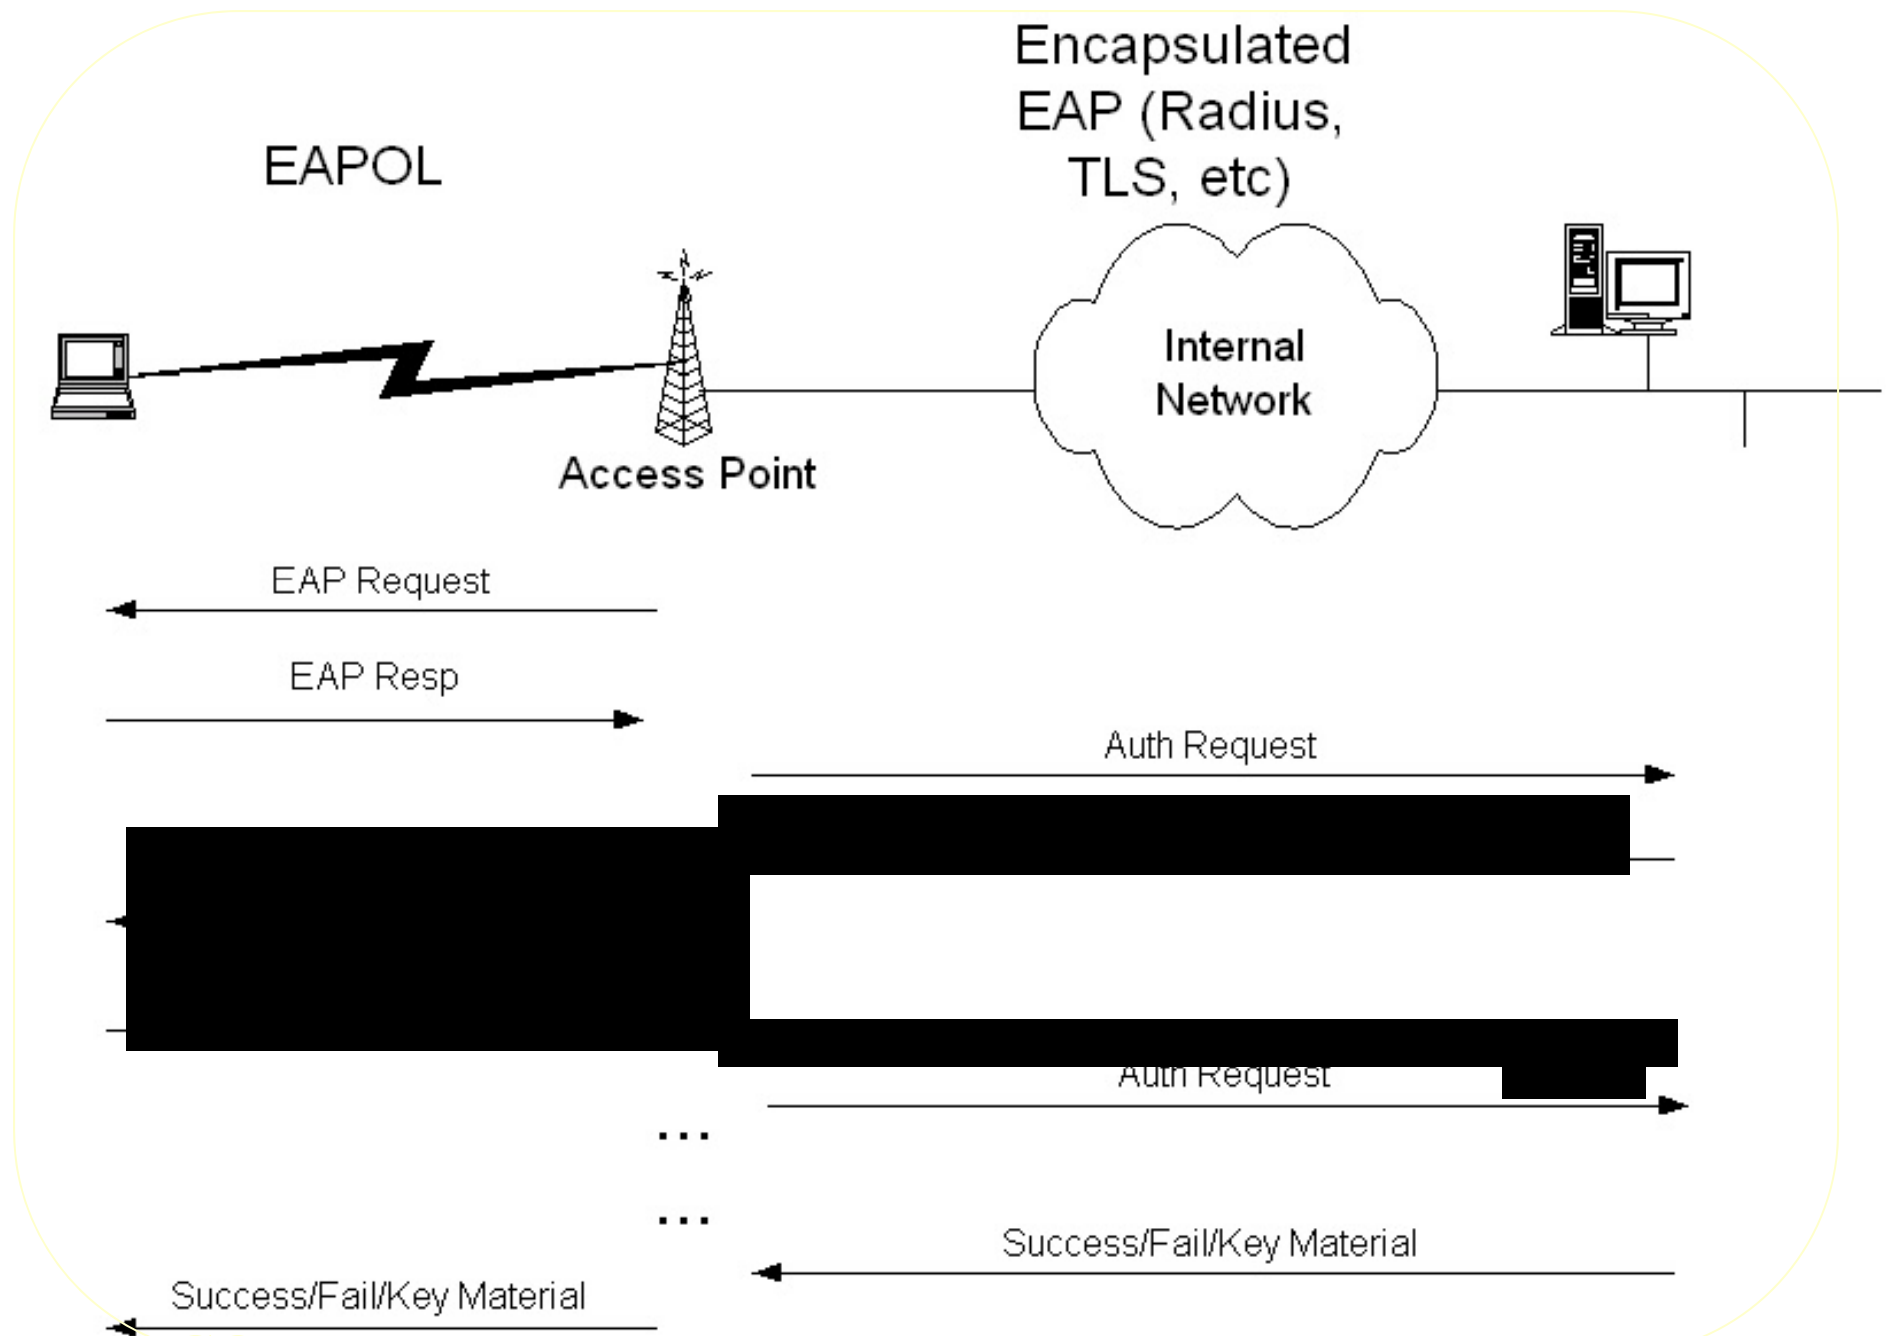 Encapsulated
EAP (Radius,
TLS, etc)
EAPOL
Internal
Network
Access Point
EAP Request
EAP Resp
Auth Request
Auth Request
...
...
Success/Fail/Key Material
Success/Fail/Key Material